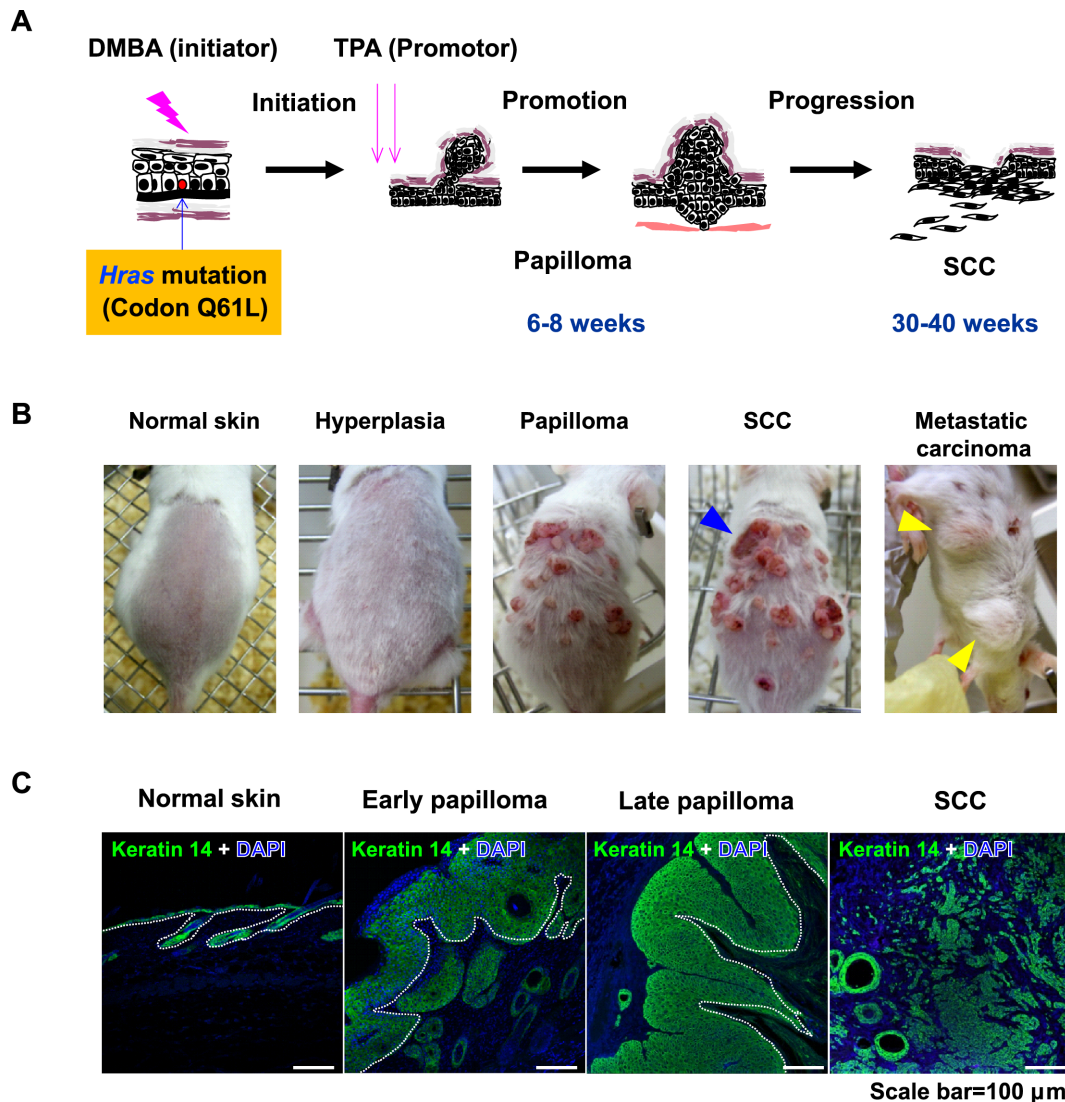 A
DMBA (initiator)
TPA (Promotor)
Initiation
Promotion
Progression
Hras mutation
(Codon Q61L)
Papilloma
SCC
6-8 weeks
30-40 weeks
B
Normal skin
Hyperplasia
Papilloma
SCC
Metastatic
carcinoma
C
Normal skin
Early papilloma
Late papilloma
SCC
Keratin 14 + DAPI
Keratin 14 + DAPI
Keratin 14 + DAPI
Keratin 14 + DAPI
Scale bar=100 µm